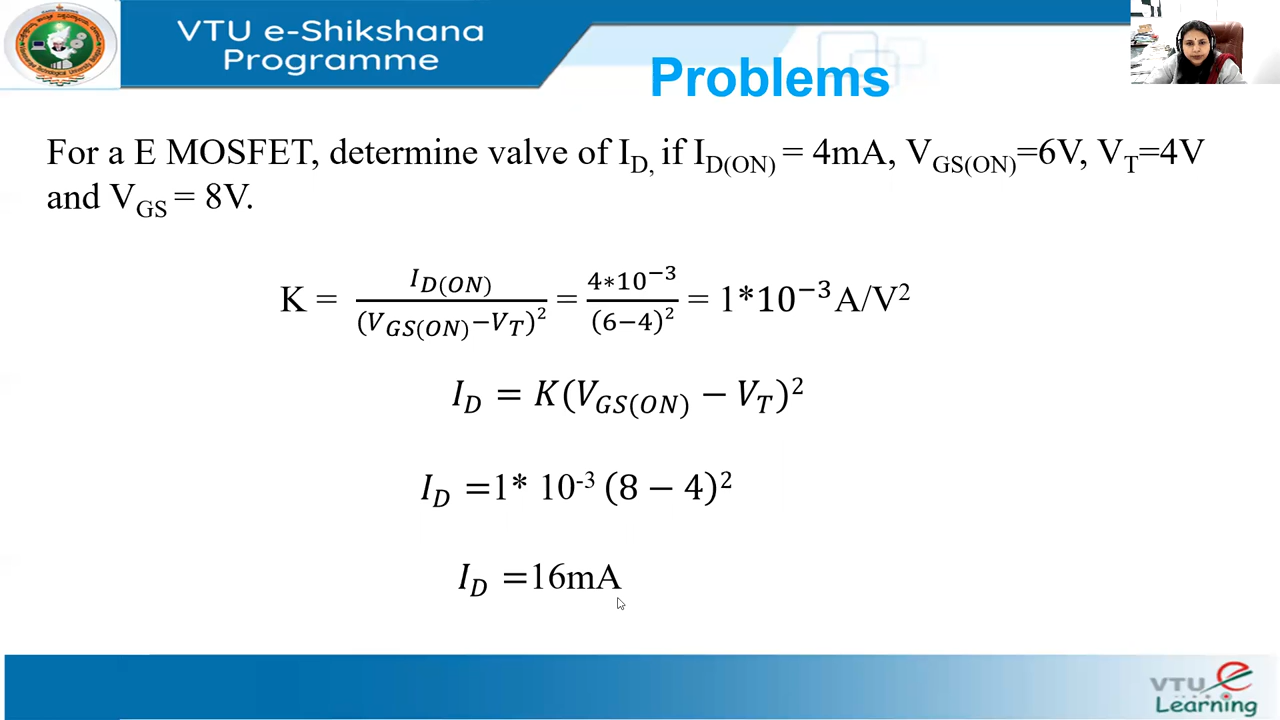 VTU e-Shikshana
Programme
Problems
For a E MOSFET, determine valve of I_D, if I_D(ON) = 4mA, V_GS(ON)=6V, V_T=4V
and V_GS = 8V.
K = I_D(ON)/(V_GS(ON)−V_T)² = 4∗10⁻³/(6−4)² = 1*10⁻³A/V²
I_D = K(V_GS(ON) − V_T)²
I_D =1* 10⁻³ (8 − 4)²
I_D =16mA
VTU e
Learning